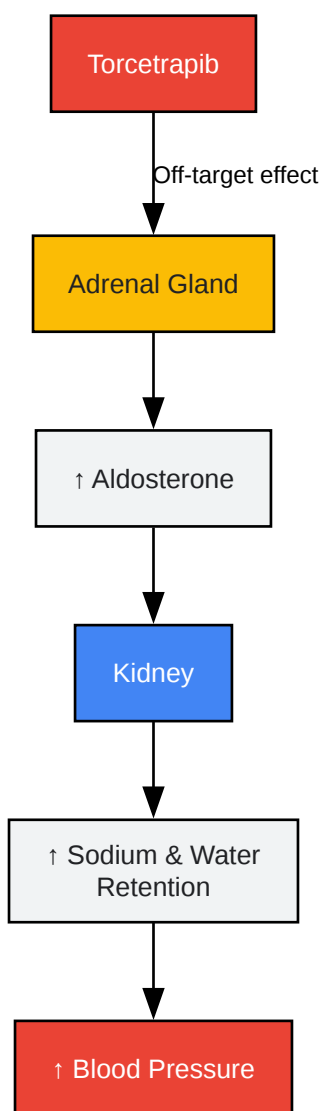 Torcetrapib
Off-target effect
Adrenal Gland
↑ Aldosterone
Kidney
↑ Sodium & Water
Retention
↑ Blood Pressure